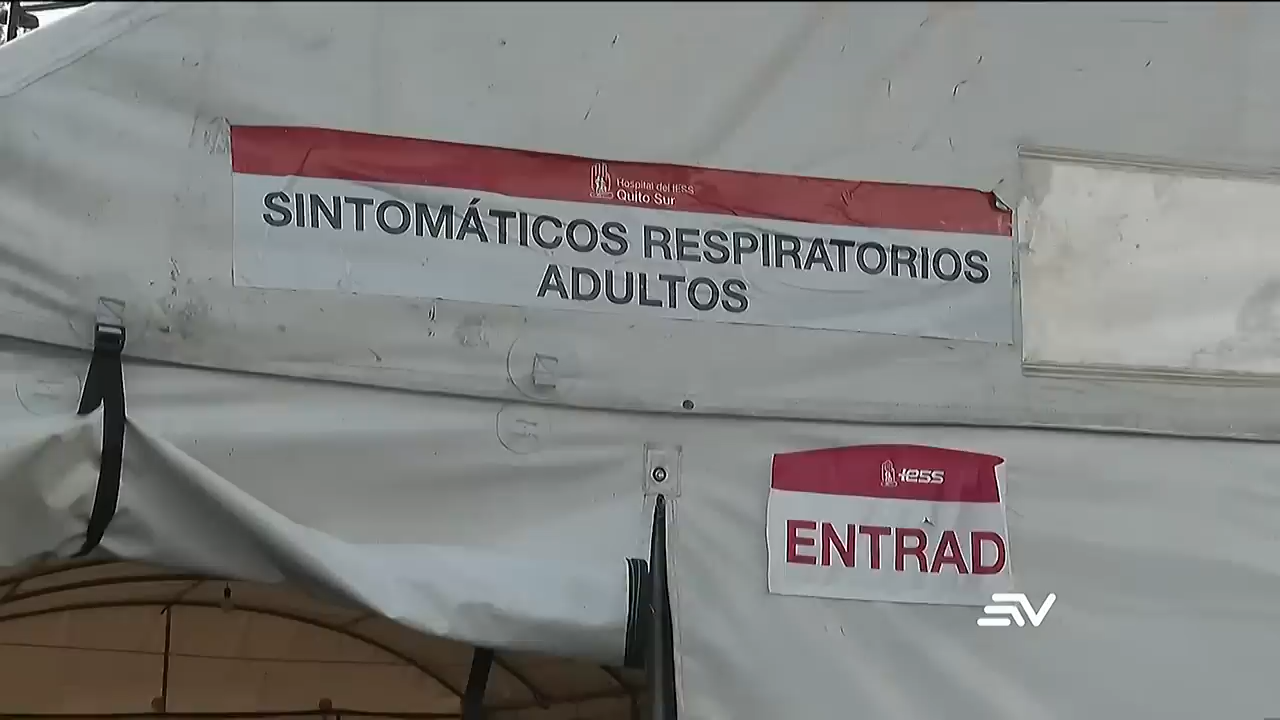 Hospital del IESS
Quito Sur
SINTOMÁTICOS RESPIRATORIOS
ADULTOS
IESS
ENTRAD